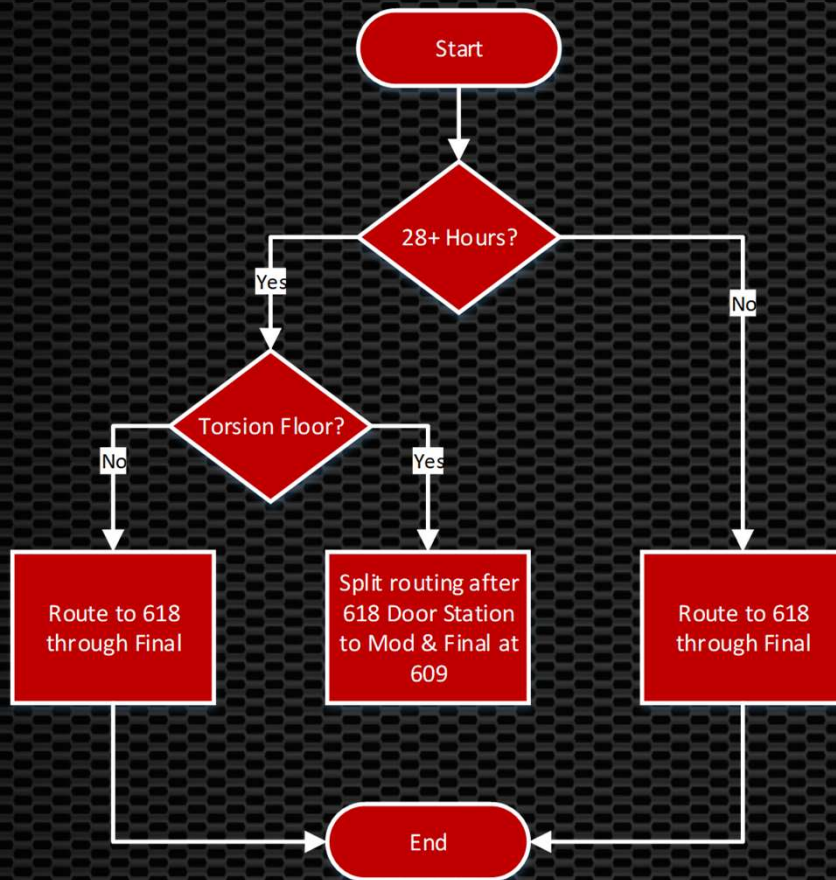 Start
28+ Hours?
Yes
No
Torsion Floor?
No
Yes
Route to 618
through Final
Split routing after
618 Door Station
to Mod & Final at
609
Route to 618
through Final
End